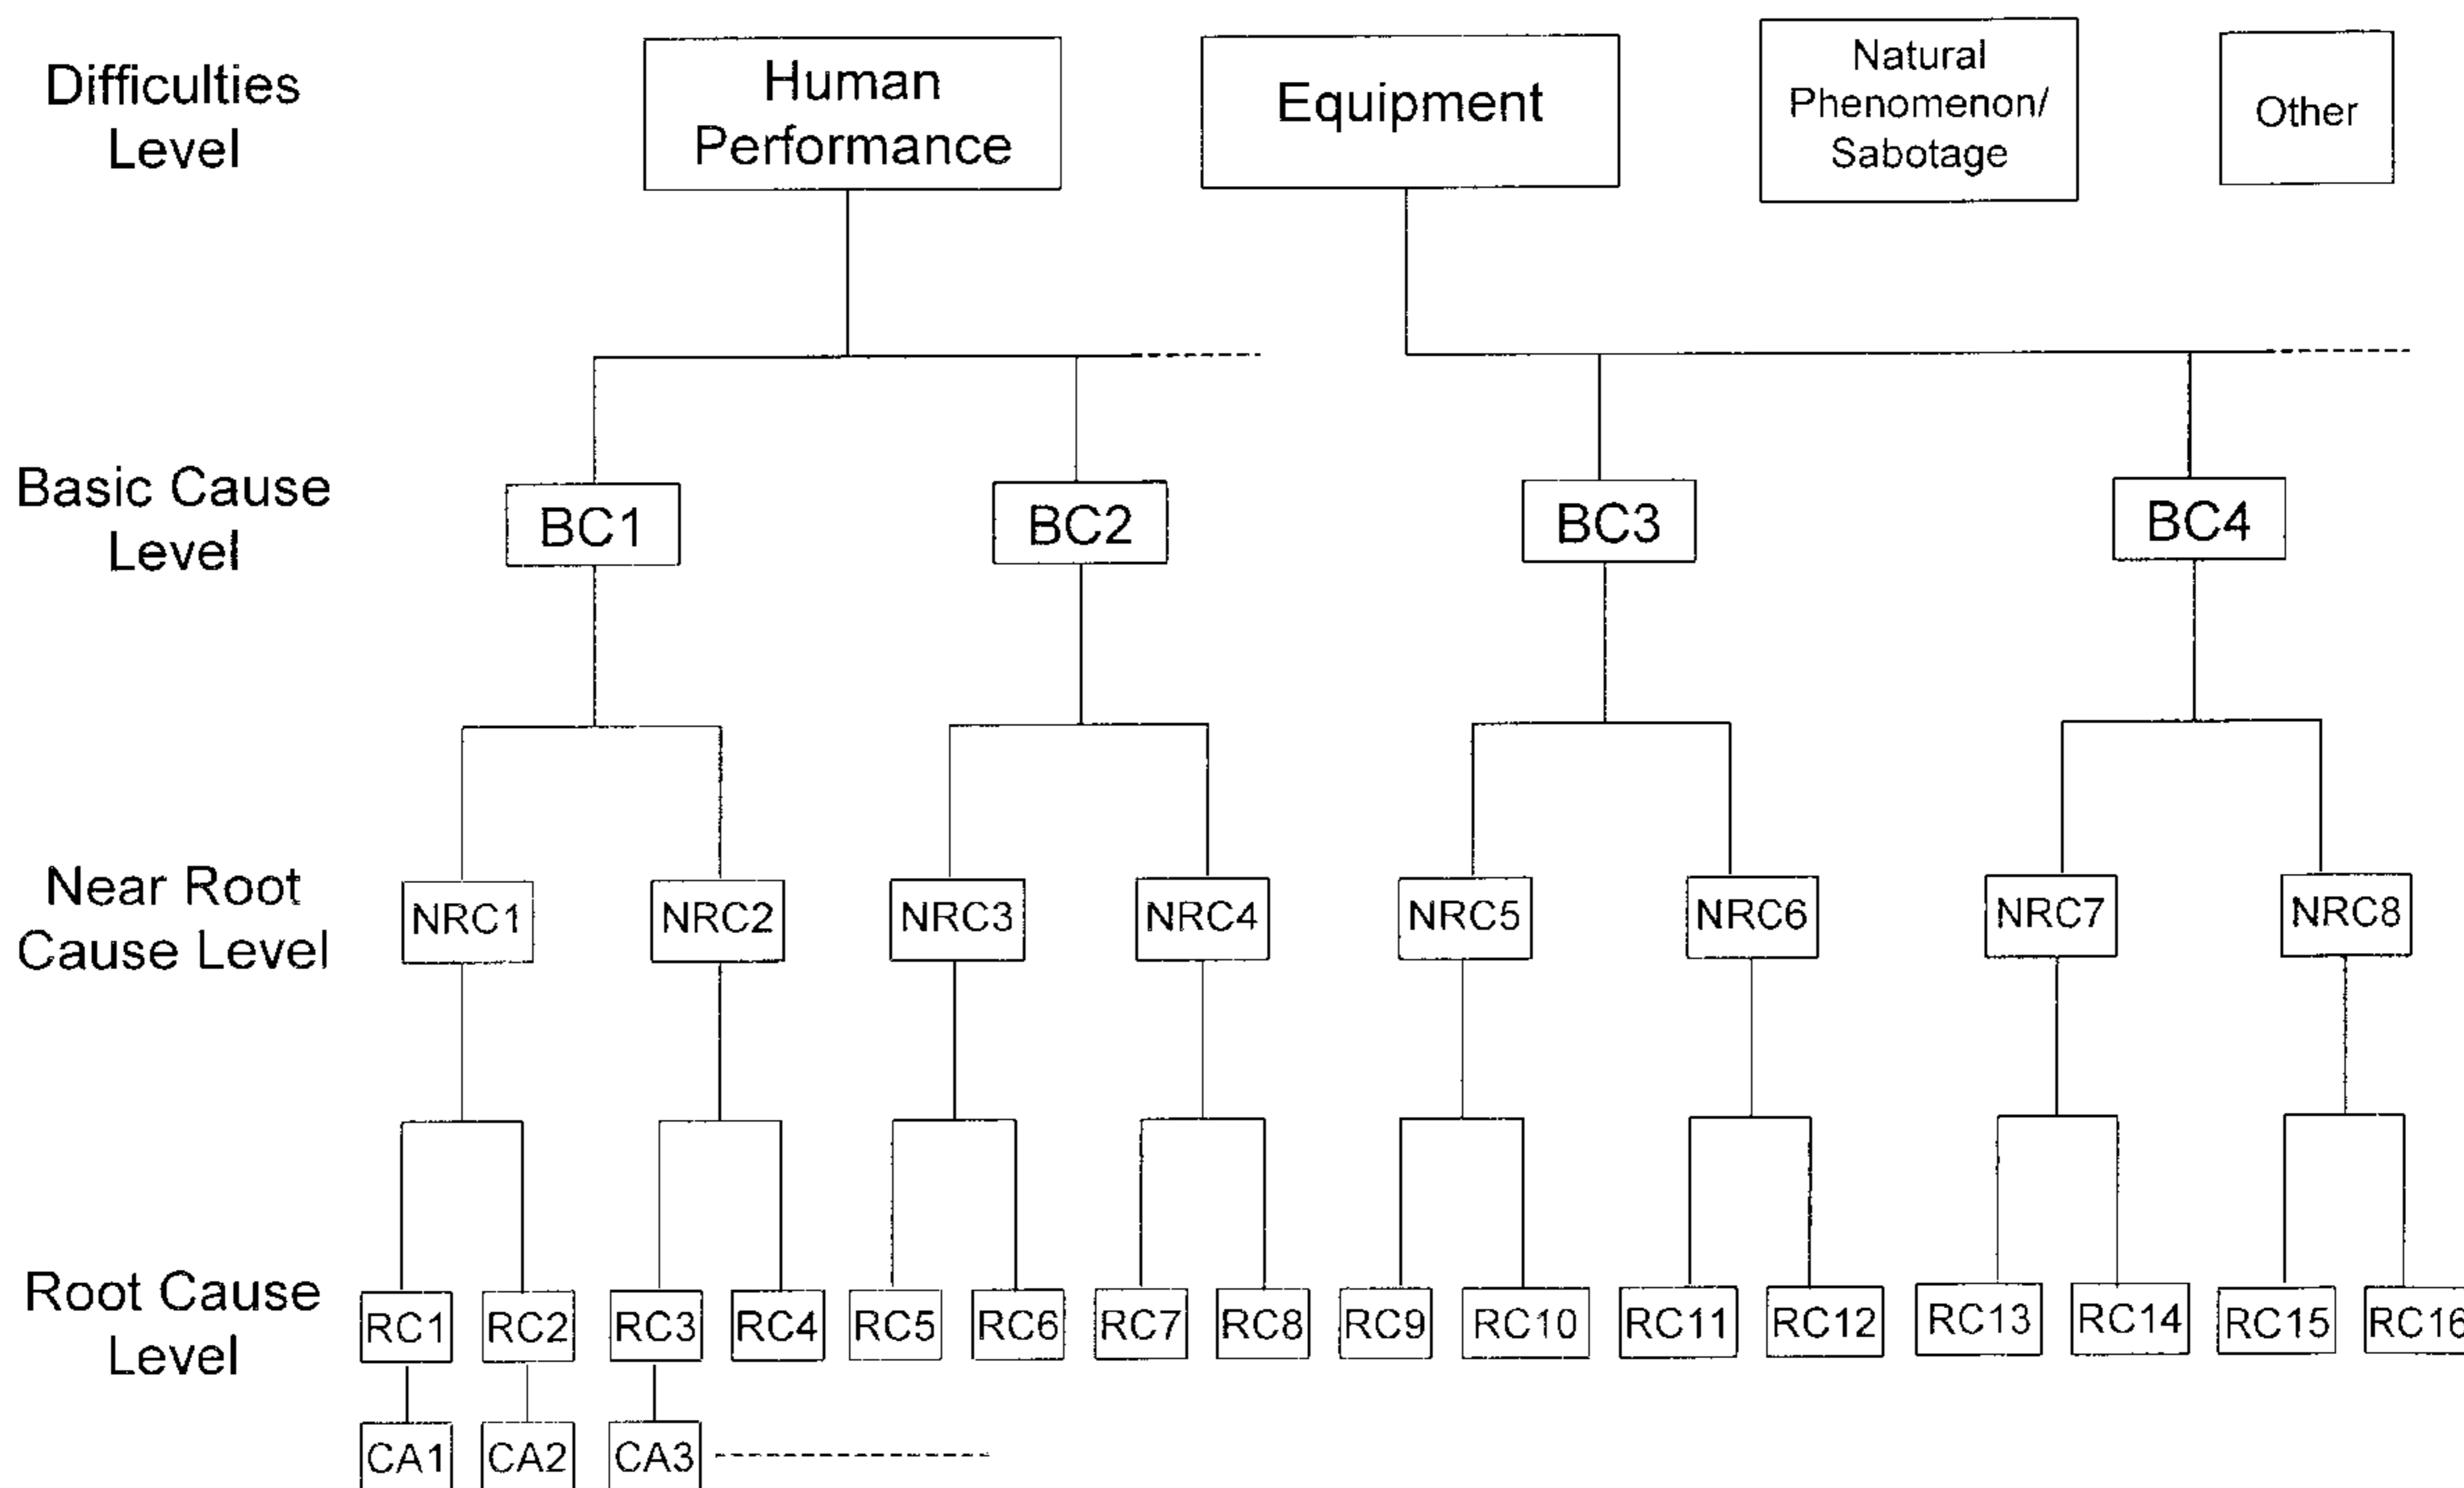 Difficulties
Level
Human
Performance
Equipment
Natural
Phenomenon/
Sabotage
Other
Basic Cause
Level
BC1
BC2
BC3
BC4
Near Root
Cause Level
NRC1
NRC2
NRC3
NRC4
NRC5
NRC6
NRC7
NRC8
Root Cause
Level
RC1
RC2
RC3
RC4
RC5
RC6
RC7
RC8
RC9
RC10
RC11
RC12
RC13
RC14
RC15
RC16
CA1
CA2
CA3